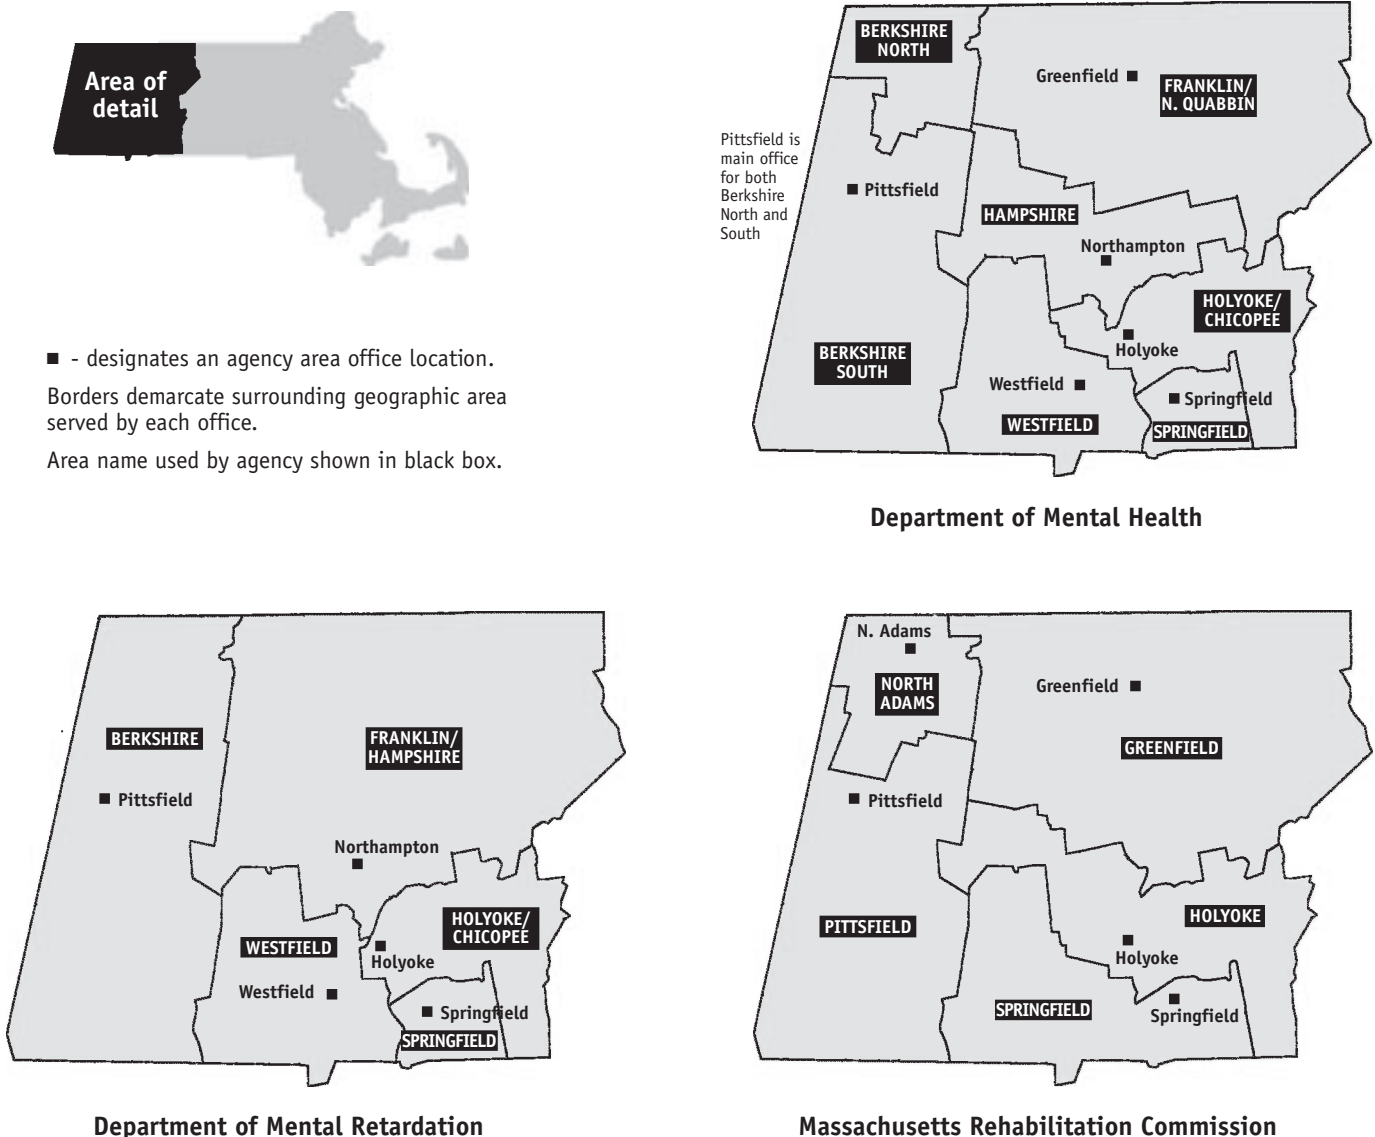 Area of
detail
■ - designates an agency area office location.
Borders demarcate surrounding geographic area
served by each office.
Area name used by agency shown in black box.
BERKSHIRE
NORTH
Greenfield
FRANKLIN/
N. QUABBIN
Pittsfield is
main office
for both
Berkshire
North and
South
Pittsfield
HAMPSHIRE
Northampton
HOLYOKE/
CHICOPEE
Holyoke
BERKSHIRE
SOUTH
Westfield
Springfield
WESTFIELD
SPRINGFIELD
Department of Mental Health
BERKSHIRE
FRANKLIN/
HAMPSHIRE
Pittsfield
Northampton
HOLYOKE/
CHICOPEE
WESTFIELD
Holyoke
Westfield
Springfield
SPRINGFIELD
Department of Mental Retardation
N. Adams
NORTH
ADAMS
Greenfield
GREENFIELD
Pittsfield
PITTSFIELD
HOLYOKE
Holyoke
SPRINGFIELD
Springfield
Massachusetts Rehabilitation Commission